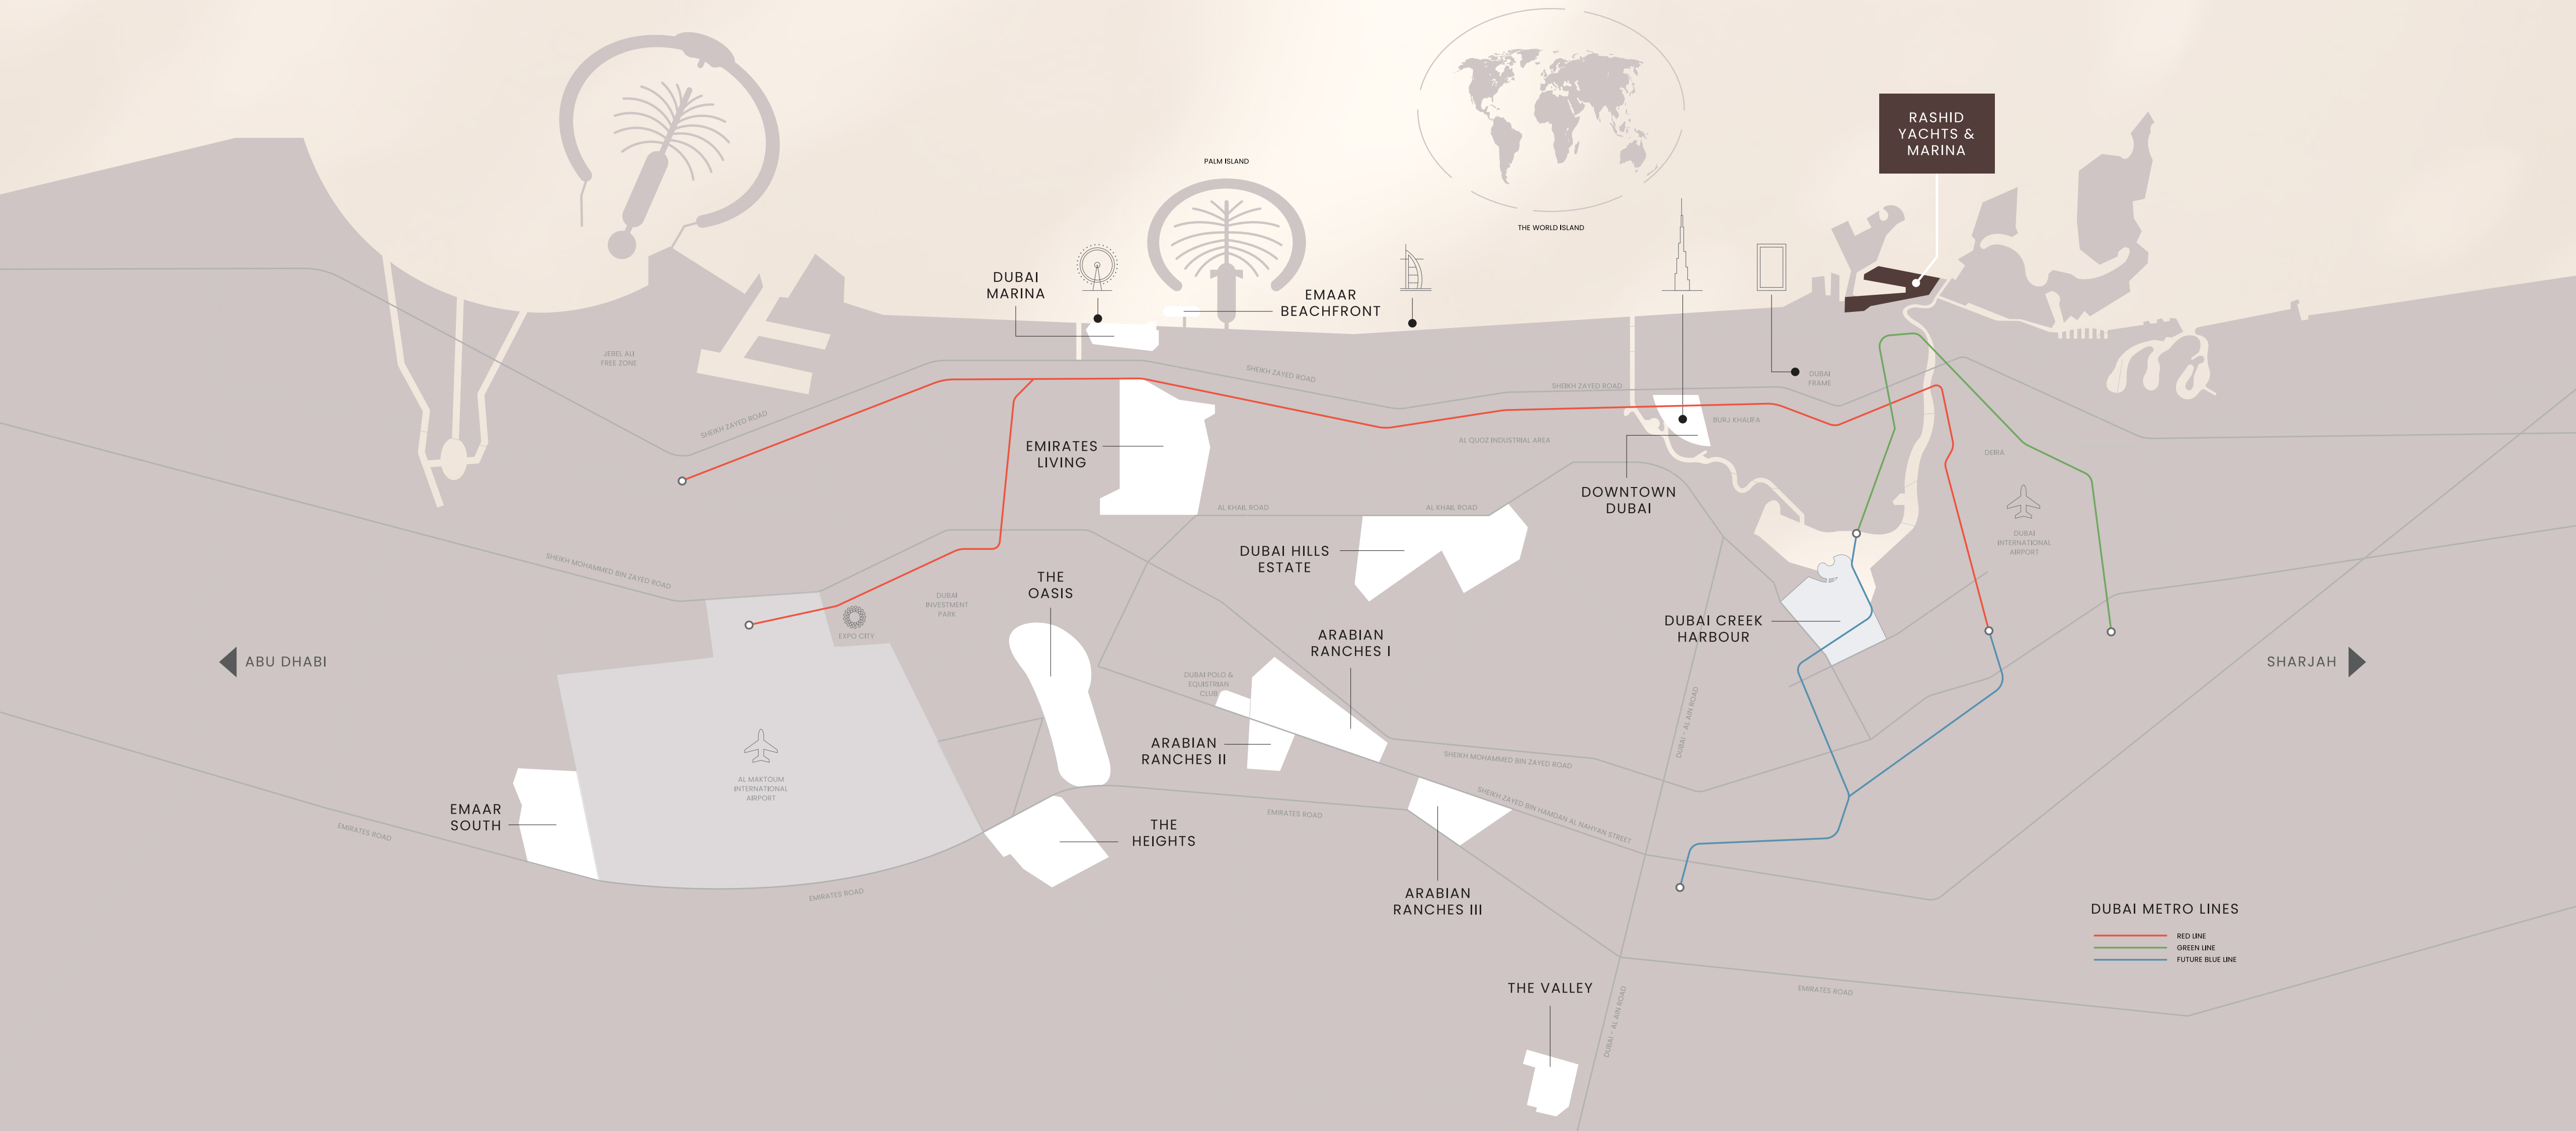 PALM ISLAND
THE WORLD ISLAND
RASHID
YACHTS &
MARINA
DUBAI
MARINA
EMAAR
BEACHFRONT
JEBEL ALI
FREE ZONE
SHEIKH ZAYED ROAD
SHEIKH ZAYED ROAD
SHEIKH ZAYED ROAD
DUBAI
FRAME
BURJ KHALIFA
AL QUOZ INDUSTRIAL AREA
EMIRATES
LIVING
DEIRA
DOWNTOWN
DUBAI
AL KHAIL ROAD
AL KHAIL ROAD
DUBAI
INTERNATIONAL
AIRPORT
DUBAI HILLS
ESTATE
SHEIKH MOHAMMED BIN ZAYED ROAD
THE
OASIS
DUBAI
INVESTMENT
PARK
EXPO CITY
DUBAI CREEK
HARBOUR
ARABIAN
RANCHES I
ABU DHABI
SHARJAH
DUBAI POLO &
EQUESTRIAN
CLUB
DUBAI - AL AIN ROAD
ARABIAN
RANCHES II
SHEIKH MOHAMMED BIN ZAYED ROAD
AL MAKTOUM
INTERNATIONAL
AIRPORT
SHEIKH ZAYED BIN HAMDAN AL NAHYAN STREET
EMAAR
SOUTH
EMIRATES ROAD
EMIRATES ROAD
THE
HEIGHTS
EMIRATES ROAD
ARABIAN
RANCHES III
DUBAI METRO LINES
RED LINE
GREEN LINE
FUTURE BLUE LINE
THE VALLEY
EMIRATES ROAD
DUBAI - AL AIN ROAD